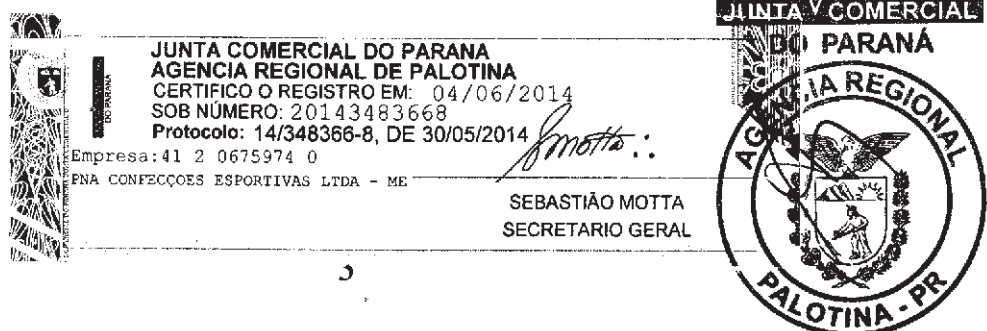 JUNTA COMERCIAL DO PARANA
AGENCIA REGIONAL DE PALOTINA
CERTIFICO O REGISTRO EM: 04/06/2014
SOB NÚMERO: 20143483668
Protocolo: 14/348366-8, DE 30/05/2014
Empresa:41 2 0675974 0
PNA CONFECÇOES ESPORTIVAS LTDA - ME
SEBASTIÃO MOTTA
SECRETARIO GERAL
JUNTA COMERCIAL
DO PARANÁ
AGÊNCIA REGIONAL
PALOTINA - PR